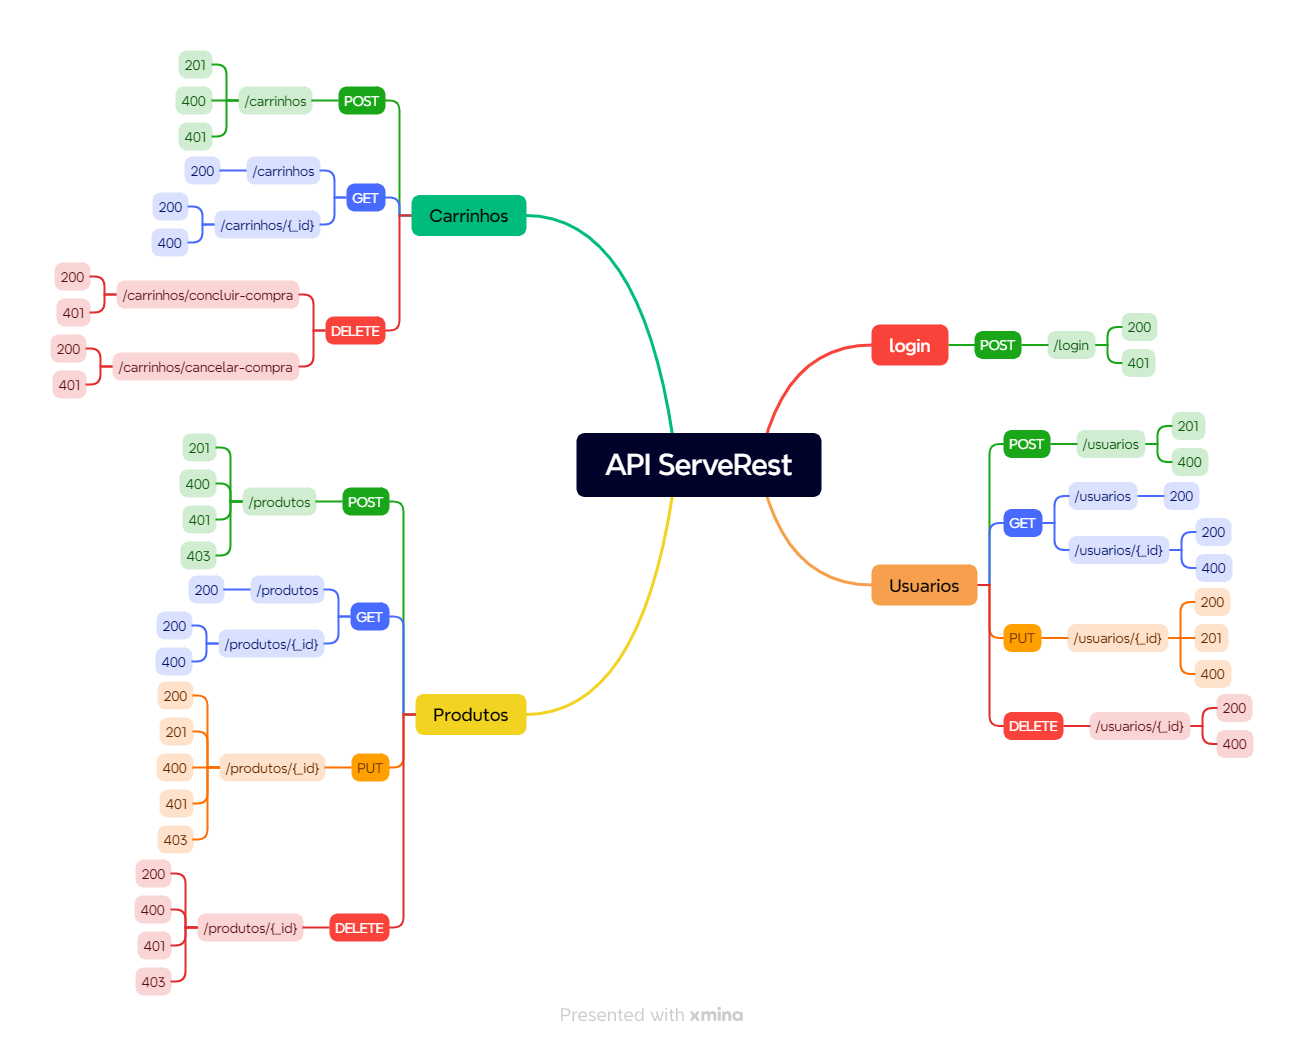 API ServeRest
login
POST
/login
200
401
Usuarios
POST
/usuarios
201
400
GET
/usuarios
200
/usuarios/{_id}
200
400
PUT
/usuarios/{_id}
200
201
400
DELETE
/usuarios/{_id}
200
400
Carrinhos
POST
/carrinhos
201
400
401
GET
/carrinhos
200
/carrinhos/{_id}
200
400
DELETE
/carrinhos/concluir-compra
200
401
/carrinhos/cancelar-compra
200
401
Produtos
POST
/produtos
201
400
401
403
GET
/produtos
200
/produtos/{_id}
200
400
PUT
/produtos/{_id}
200
201
400
401
403
DELETE
/produtos/{_id}
200
400
401
403
Presented with xmina